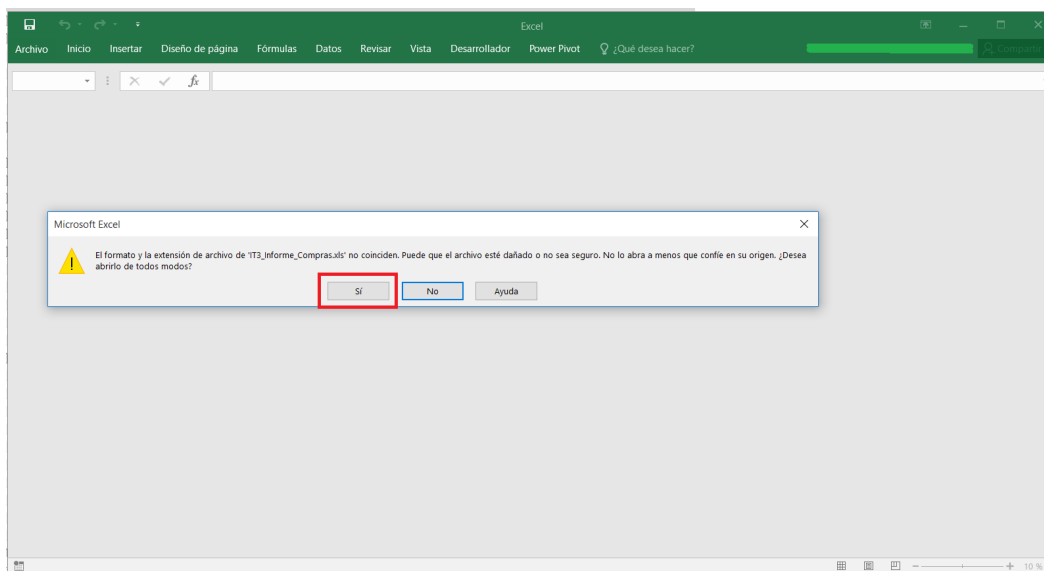 Excel
Archivo Inicio Insertar Diseño de página Fórmulas Datos Revisar Vista Desarrollador Power Pivot ¿Qué desea hacer? Compartir
fx
Microsoft Excel
El formato y la extensión de archivo de 'IT3_Informe_Compras.xls' no coinciden. Puede que el archivo esté dañado o no sea seguro. No lo abra a menos que confíe en su origen. ¿Desea
abrirlo de todos modos?
Sí No Ayuda
10 %